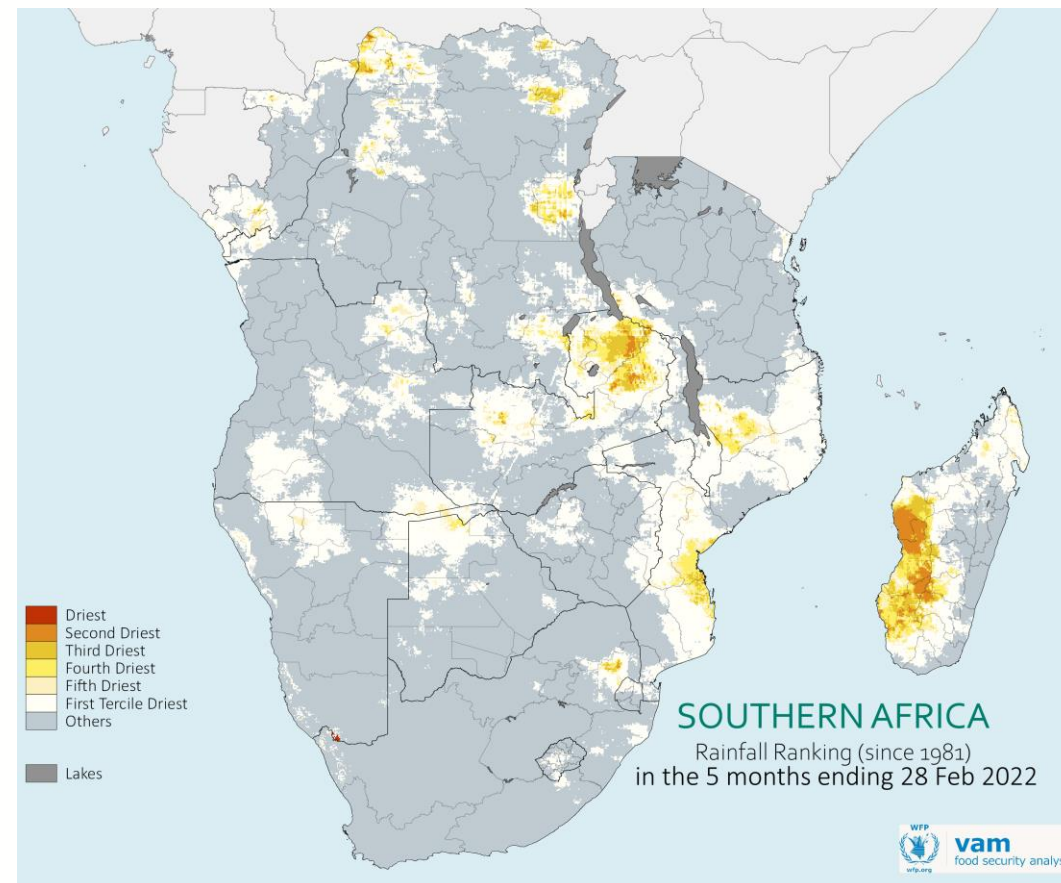 Driest
Second Driest
Third Driest
Fourth Driest
Fifth Driest
First Tercile Driest
Others
Lakes
SOUTHERN AFRICA
Rainfall Ranking (since 1981)
in the 5 months ending 28 Feb 2022
WFP
wfp.org
vam
food security analys